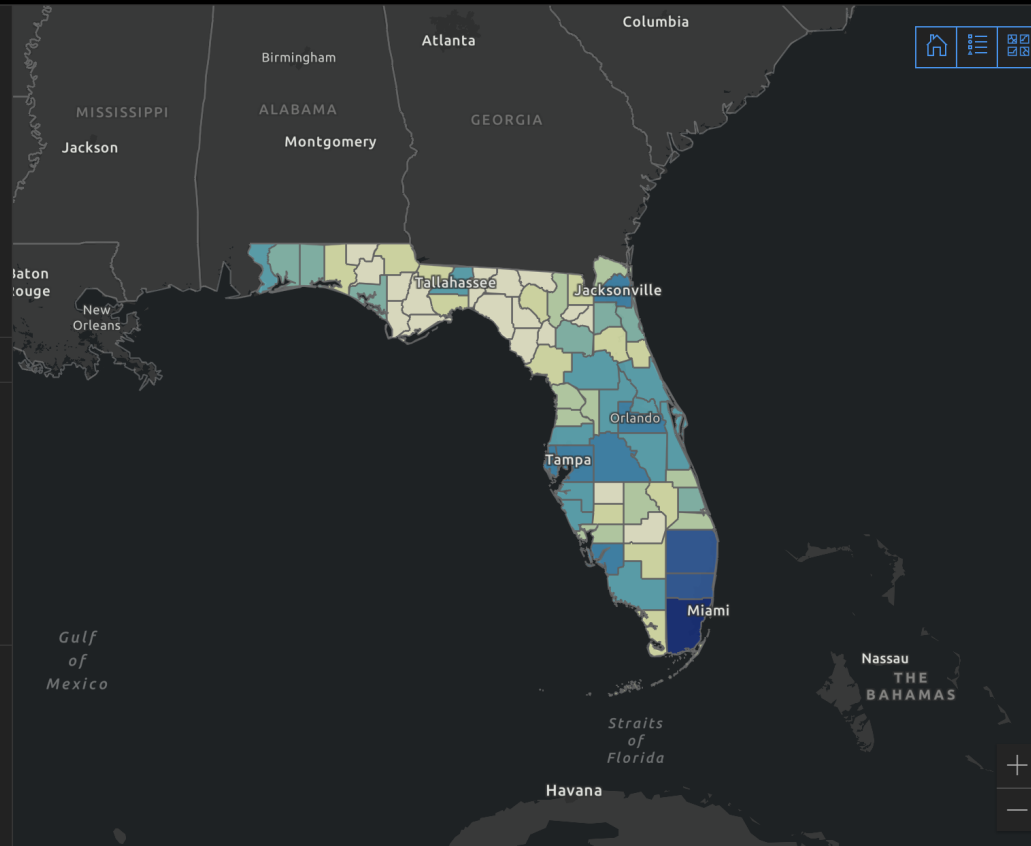 Columbia
Atlanta
Birmingham
MISSISSIPPI
ALABAMA
GEORGIA
Jackson
Montgomery
Baton
Rouge
New
Orleans
Tallahassee
Jacksonville
Orlando
Tampa
Miami
Gulf
of
Mexico
Nassau
THE
BAHAMAS
Straits
of
Florida
Havana